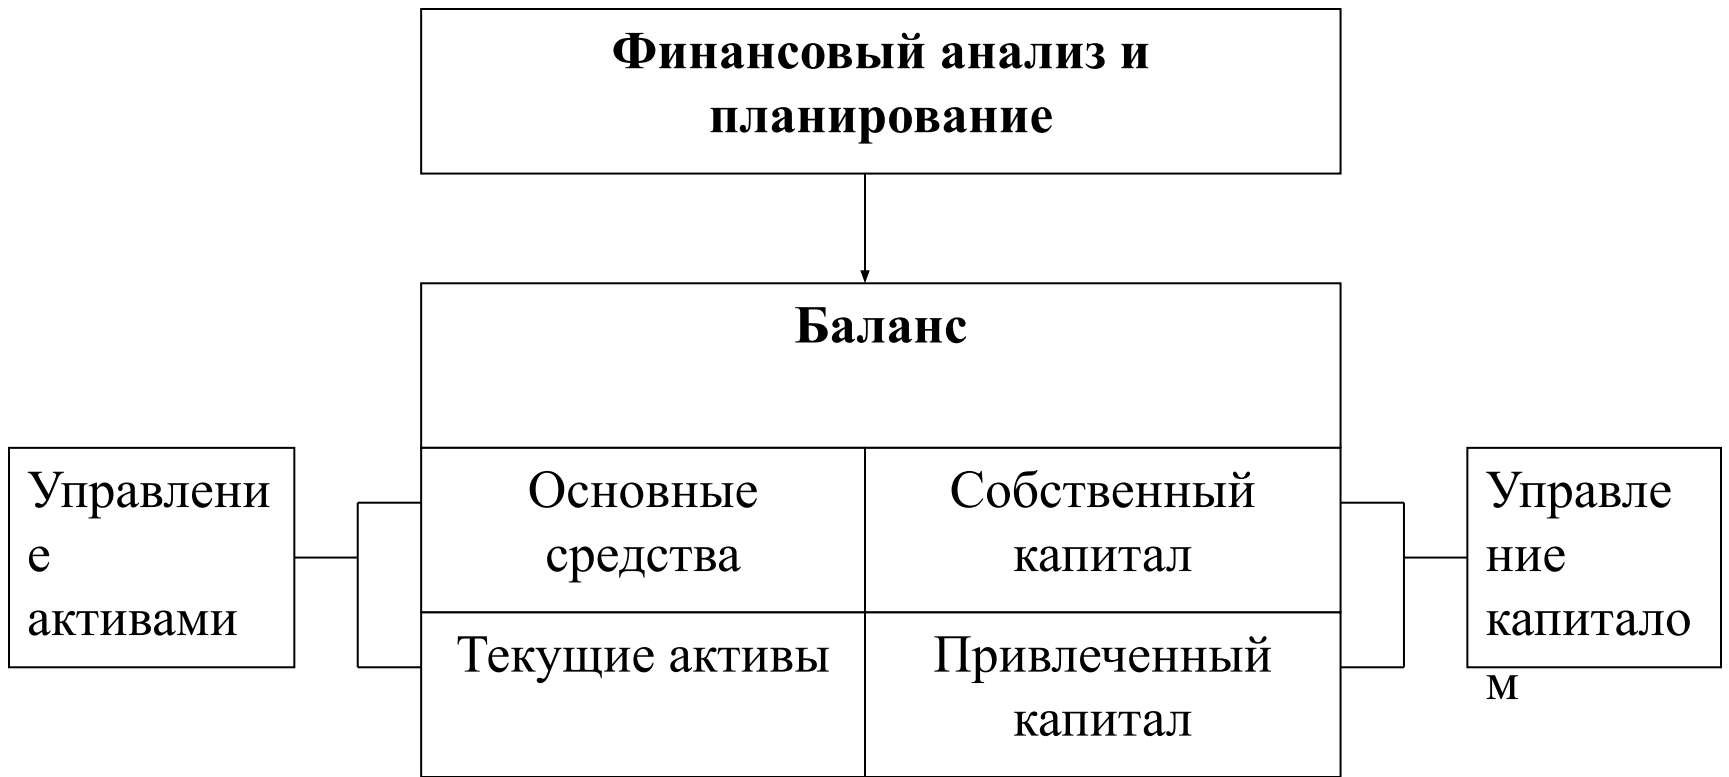 Финансовый анализ и
планирование
Баланс
Управлени
е
активами
Основные
средства
Собственный
капитал
Управле
ние
капитало
м
Текущие активы
Привлеченный
капитал